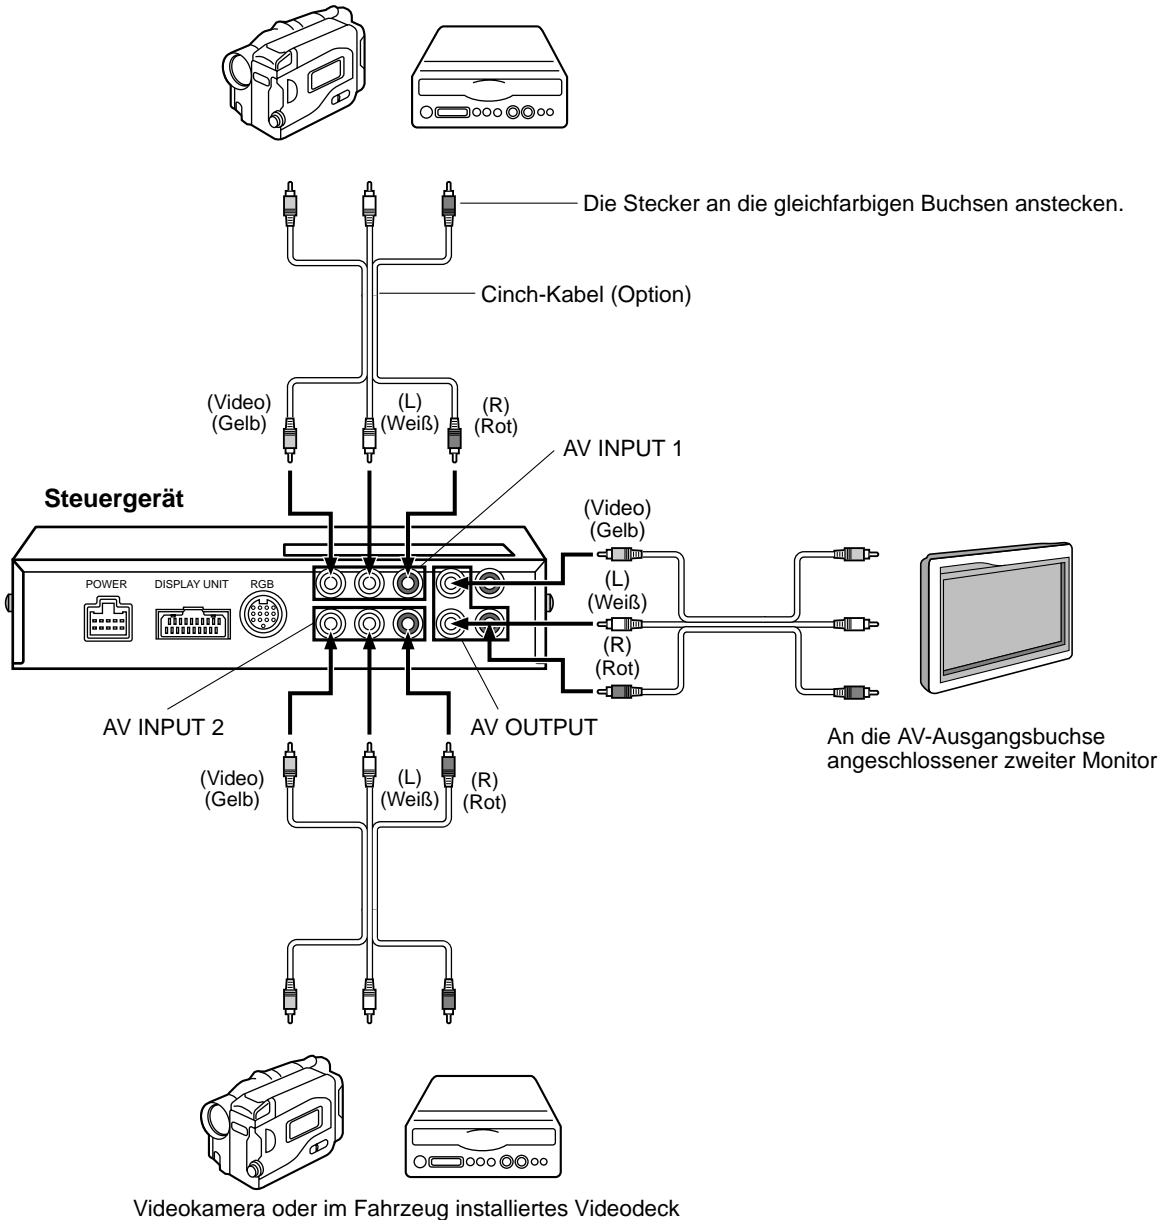 Die Stecker an die gleichfarbigen Buchsen anstecken.
Cinch-Kabel (Option)
(Video)
(Gelb)
(L)
(Weiß)
(R)
(Rot)
AV INPUT 1
Steuergerät
(Video)
(Gelb)
POWER
DISPLAY UNIT
RGB
(L)
(Weiß)
(R)
(Rot)
AV INPUT 2
AV OUTPUT
An die AV-Ausgangsbuchse
angeschlossener zweiter Monitor
(Video)
(Gelb)
(L)
(Weiß)
(R)
(Rot)
Videokamera oder im Fahrzeug installiertes Videodeck